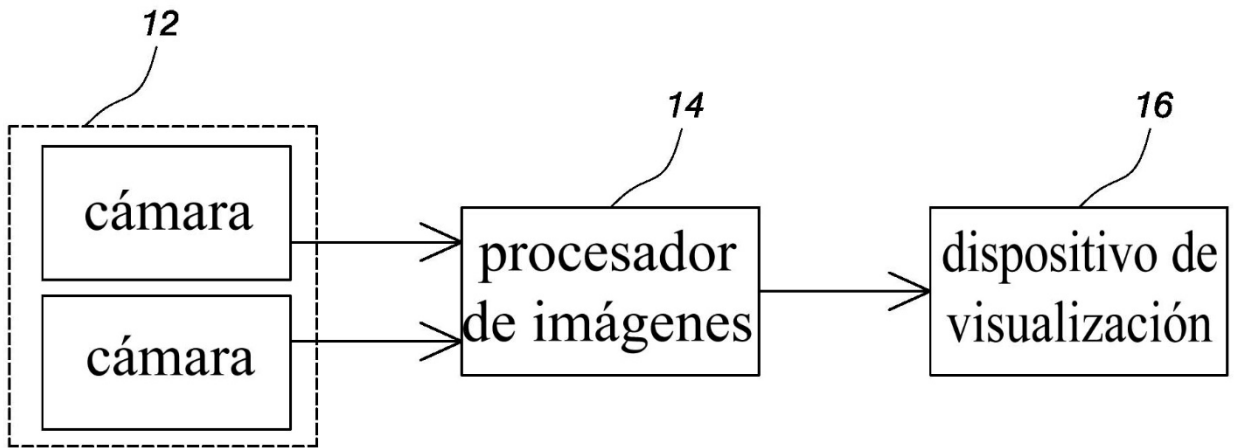 12
14
16
cámara
cámara
procesador
de imágenes
dispositivo de
visualización